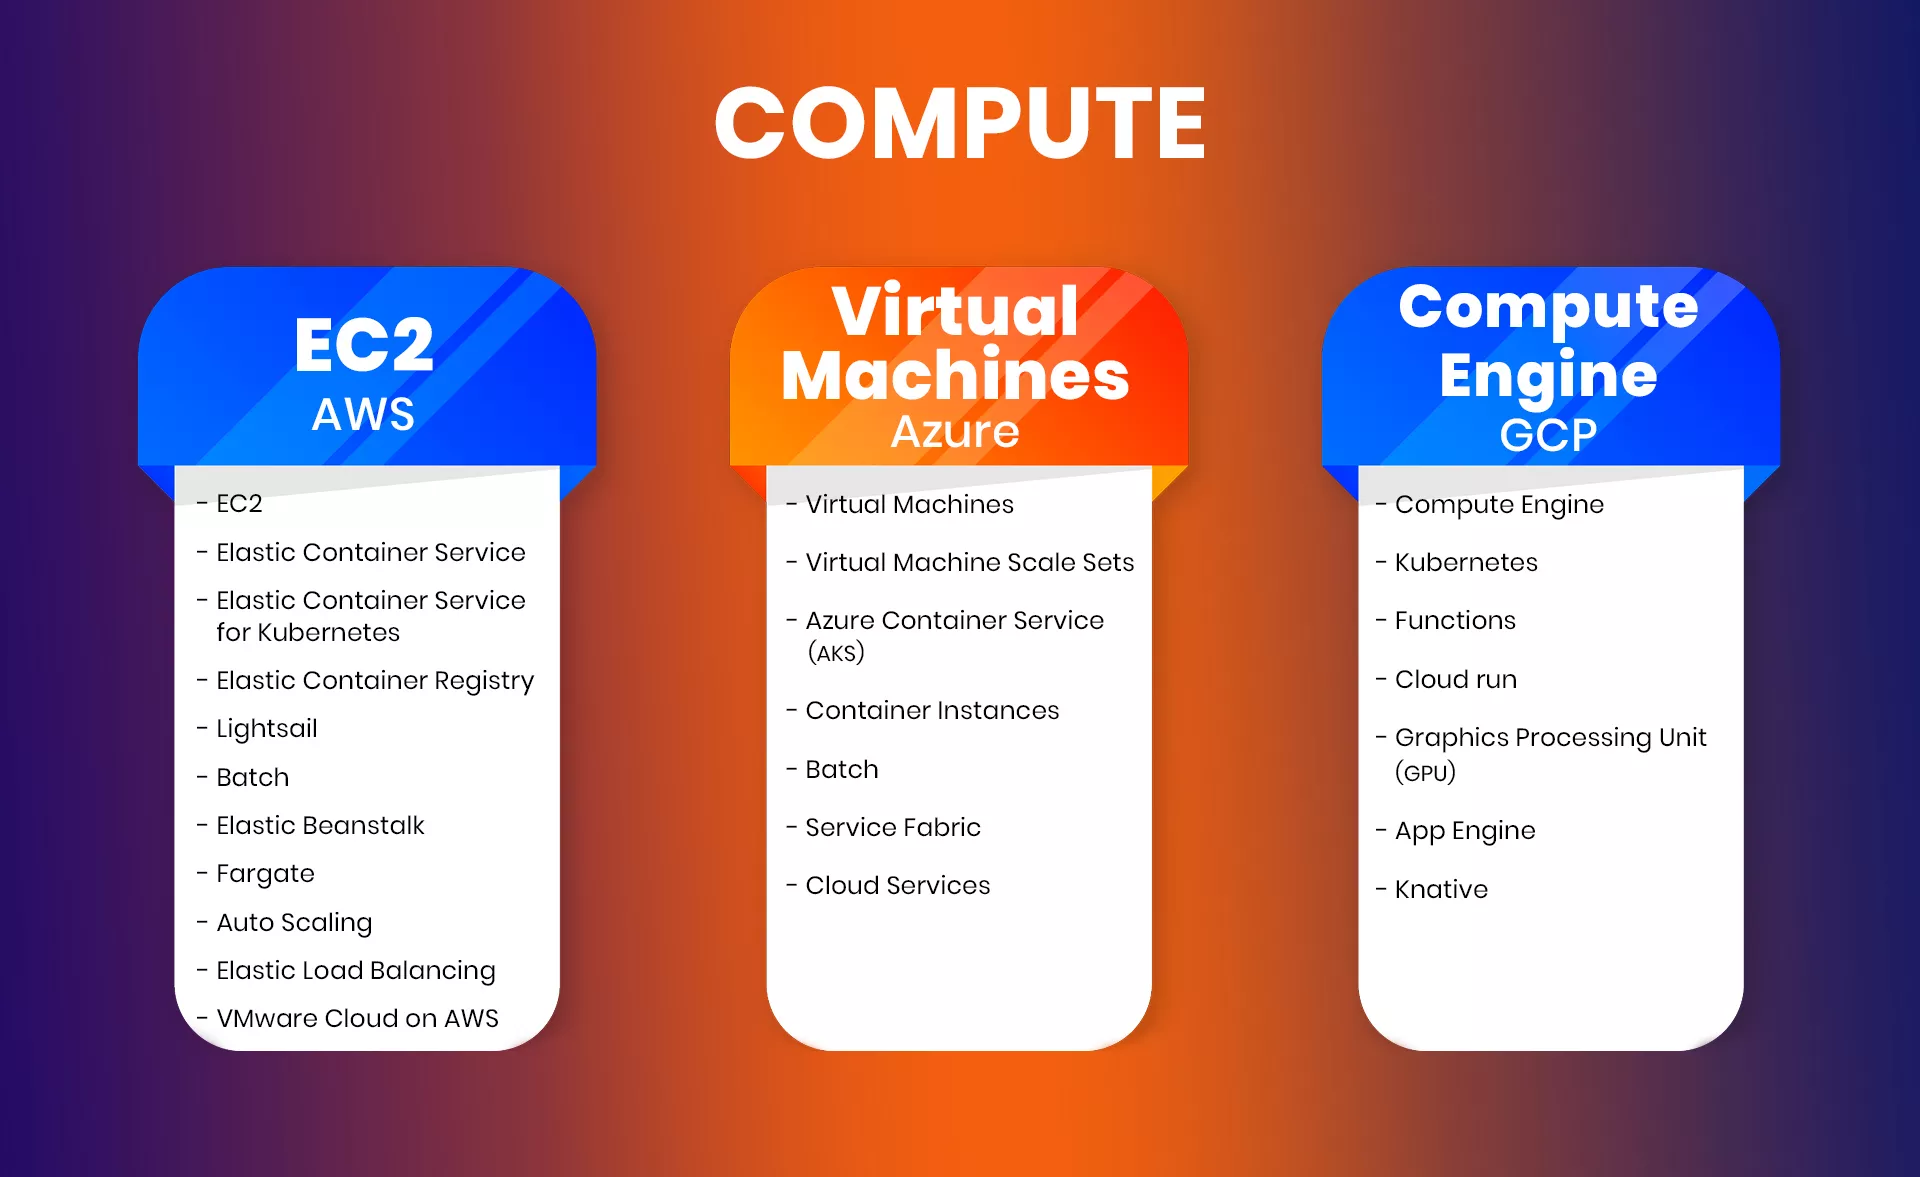 COMPUTE
EC2
AWS
- EC2
- Elastic Container Service
- Elastic Container Service
for Kubernetes
- Elastic Container Registry
- Lightsail
- Batch
- Elastic Beanstalk
- Fargate
- Auto Scaling
- Elastic Load Balancing
- VMware Cloud on AWS
Virtual
Machines
Azure
- Virtual Machines
- Virtual Machine Scale Sets
- Azure Container Service
(AKS)
- Container Instances
- Batch
- Service Fabric
- Cloud Services
Compute
Engine
GCP
- Compute Engine
- Kubernetes
- Functions
- Cloud run
- Graphics Processing Unit
(GPU)
- App Engine
- Knative